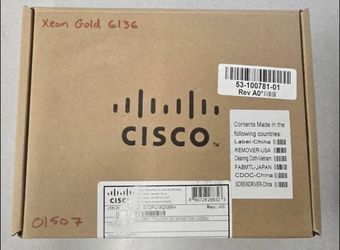 Xeon Gold 6136
53-100781-01
Rev A0
CISCO
Contents Made in the
following countries:
Label-China
REMOVER-USA
Cleaning Cloth-Vietnam
FABMTL-JAPAN
CDOC-China
SCREWDRIVER-China
01507